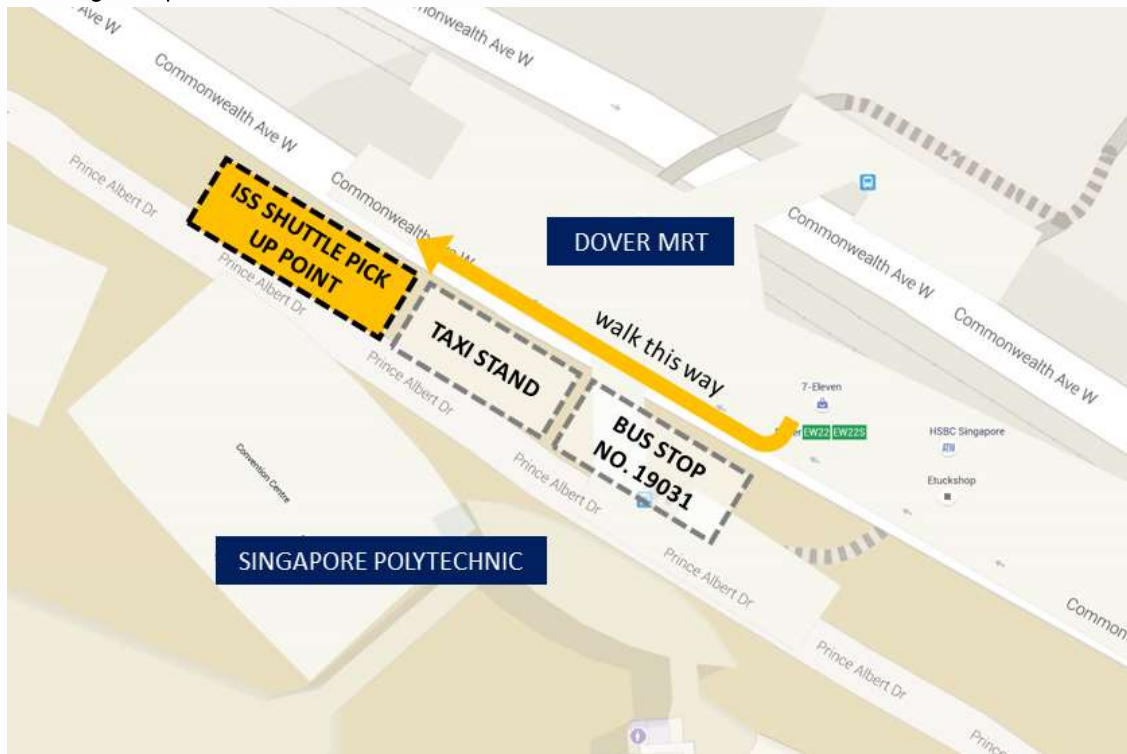 Ave W
Commonwealth Ave W
Commonwealth Ave W
Commonwealth Ave W
Prince Albert Dr
ISS SHUTTLE PICK
UP POINT
Prince Albert Dr
DOVER MRT
Commonwealth Ave W
Commonwealth Ave W
walk this way
TAXI STAND
Prince Albert Dr
7-Eleven
EW22 EW22S
HSBC Singapore
ATM
Etuckshop
BUS STOP
NO. 19031
Convention Centre
Prince Albert Dr
SINGAPORE POLYTECHNIC
Prince Albert Dr
Common
Prince Albert Dr
Prince